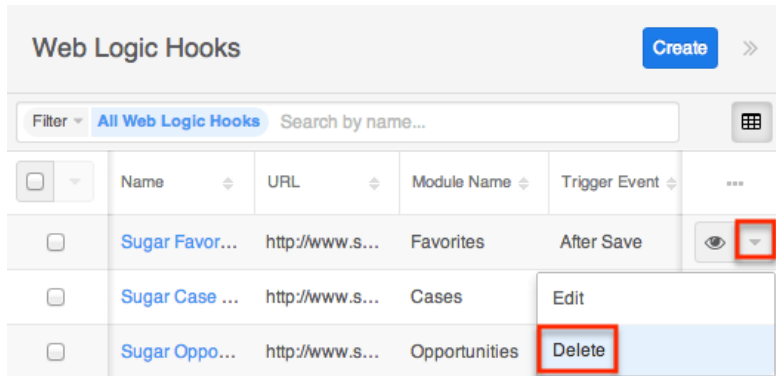 Web Logic Hooks Create
Filter All Web Logic Hooks Search by name...
Name URL Module Name Trigger Event
Sugar Favor... http://www.s... Favorites After Save
Sugar Case ... http://www.s... Cases
Edit
Sugar Oppo... http://www.s... Opportunities
Delete